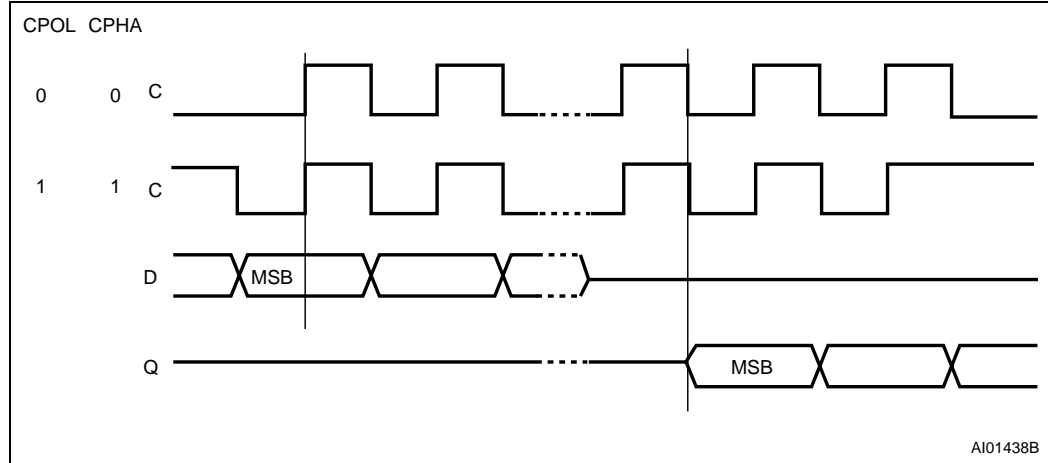 CPOL CPHA
0 0 C
1 1 C
D MSB
Q MSB
AI01438B